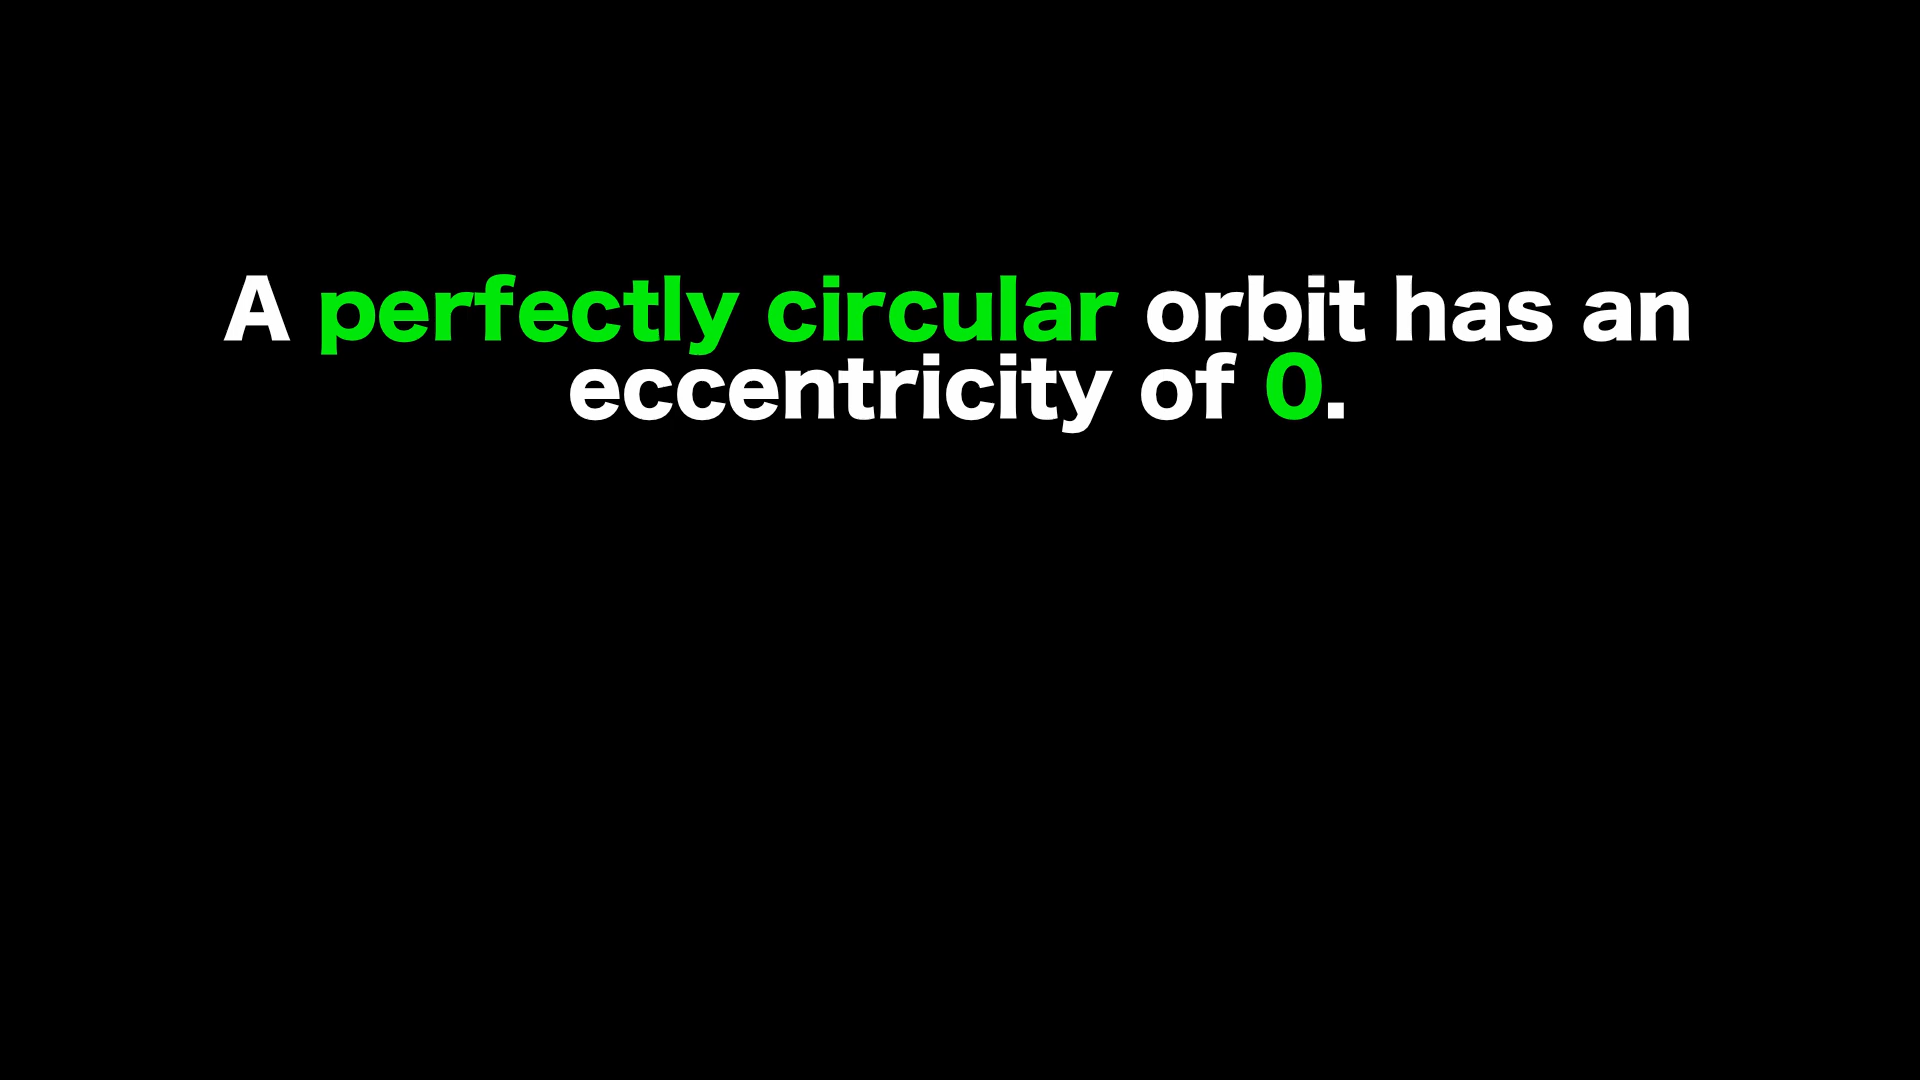 A perfectly circular orbit has an
eccentricity of 0.